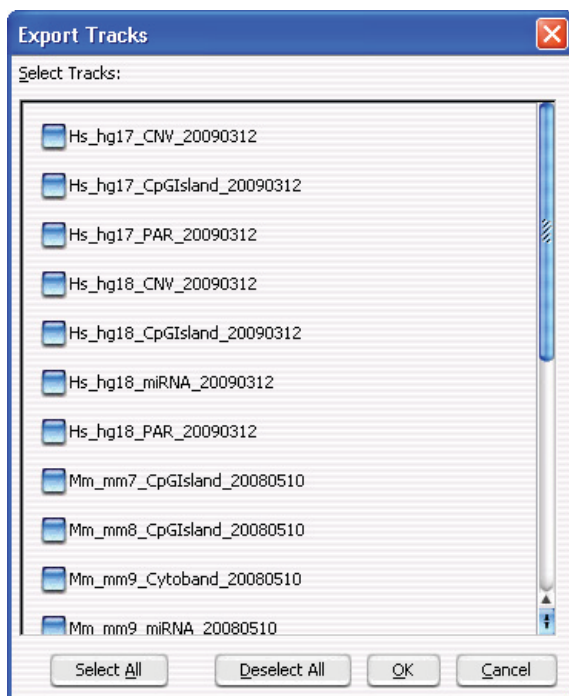 Export Tracks
Select Tracks:
Hs_hg17_CNV_20090312
Hs_hg17_CpGIsland_20090312
Hs_hg17_PAR_20090312
Hs_hg18_CNV_20090312
Hs_hg18_CpGIsland_20090312
Hs_hg18_miRNA_20090312
Hs_hg18_PAR_20090312
Mm_mm7_CpGIsland_20080510
Mm_mm8_CpGIsland_20080510
Mm_mm9_Cytoband_20080510
Mm_mm9_miRNA_20080510
Select All Deselect All OK Cancel